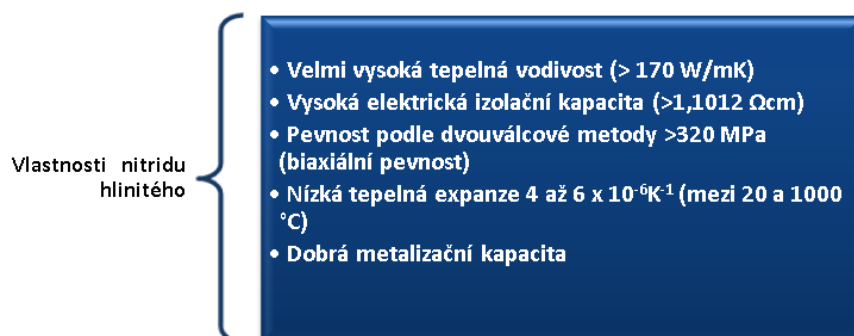 Vlastnosti nitridu
hlinitého
• Velmi vysoká tepelná vodivost (> 170 W/mK)
• Vysoká elektrická izolační kapacita (>1,1012 Ωcm)
• Pevnost podle dvouválcové metody >320 MPa
(biaxiální pevnost)
• Nízká tepelná expanze 4 až 6 x 10⁻⁶K⁻¹ (mezi 20 a 1000
°C)
• Dobrá metalizační kapacita